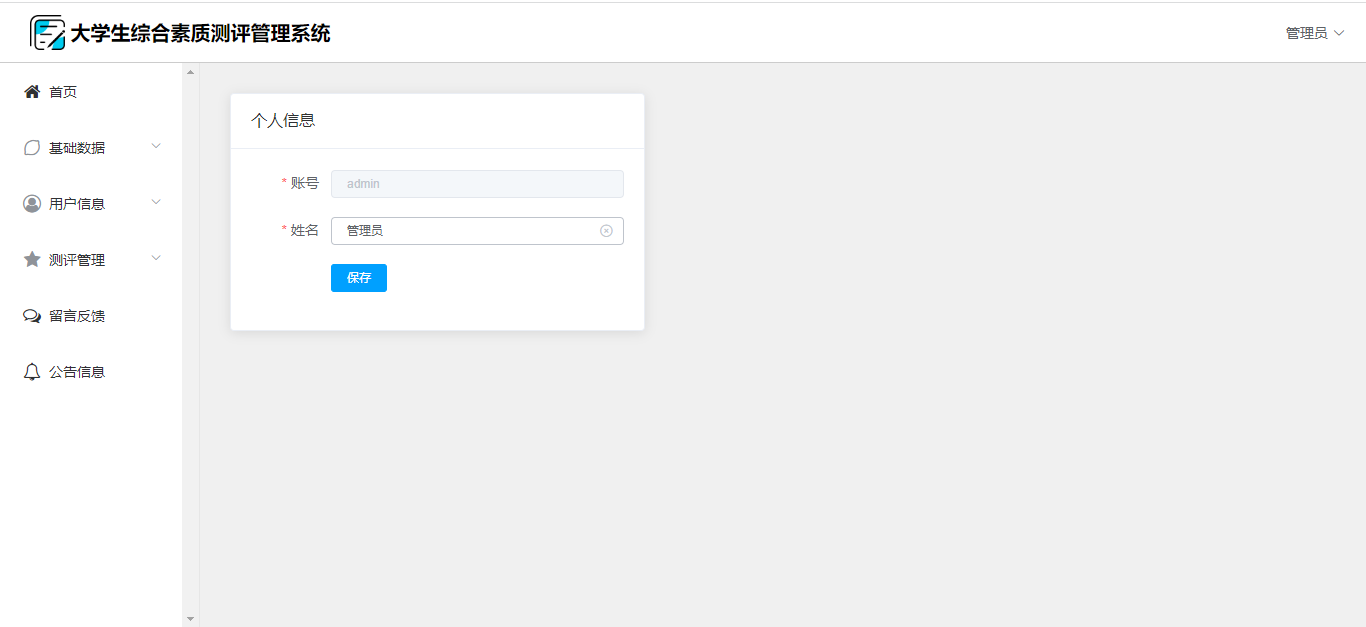 大学生综合素质测评管理系统
管理员
首页
基础数据
用户信息
测评管理
留言反馈
公告信息
个人信息
* 账号 admin
* 姓名 管理员
保存